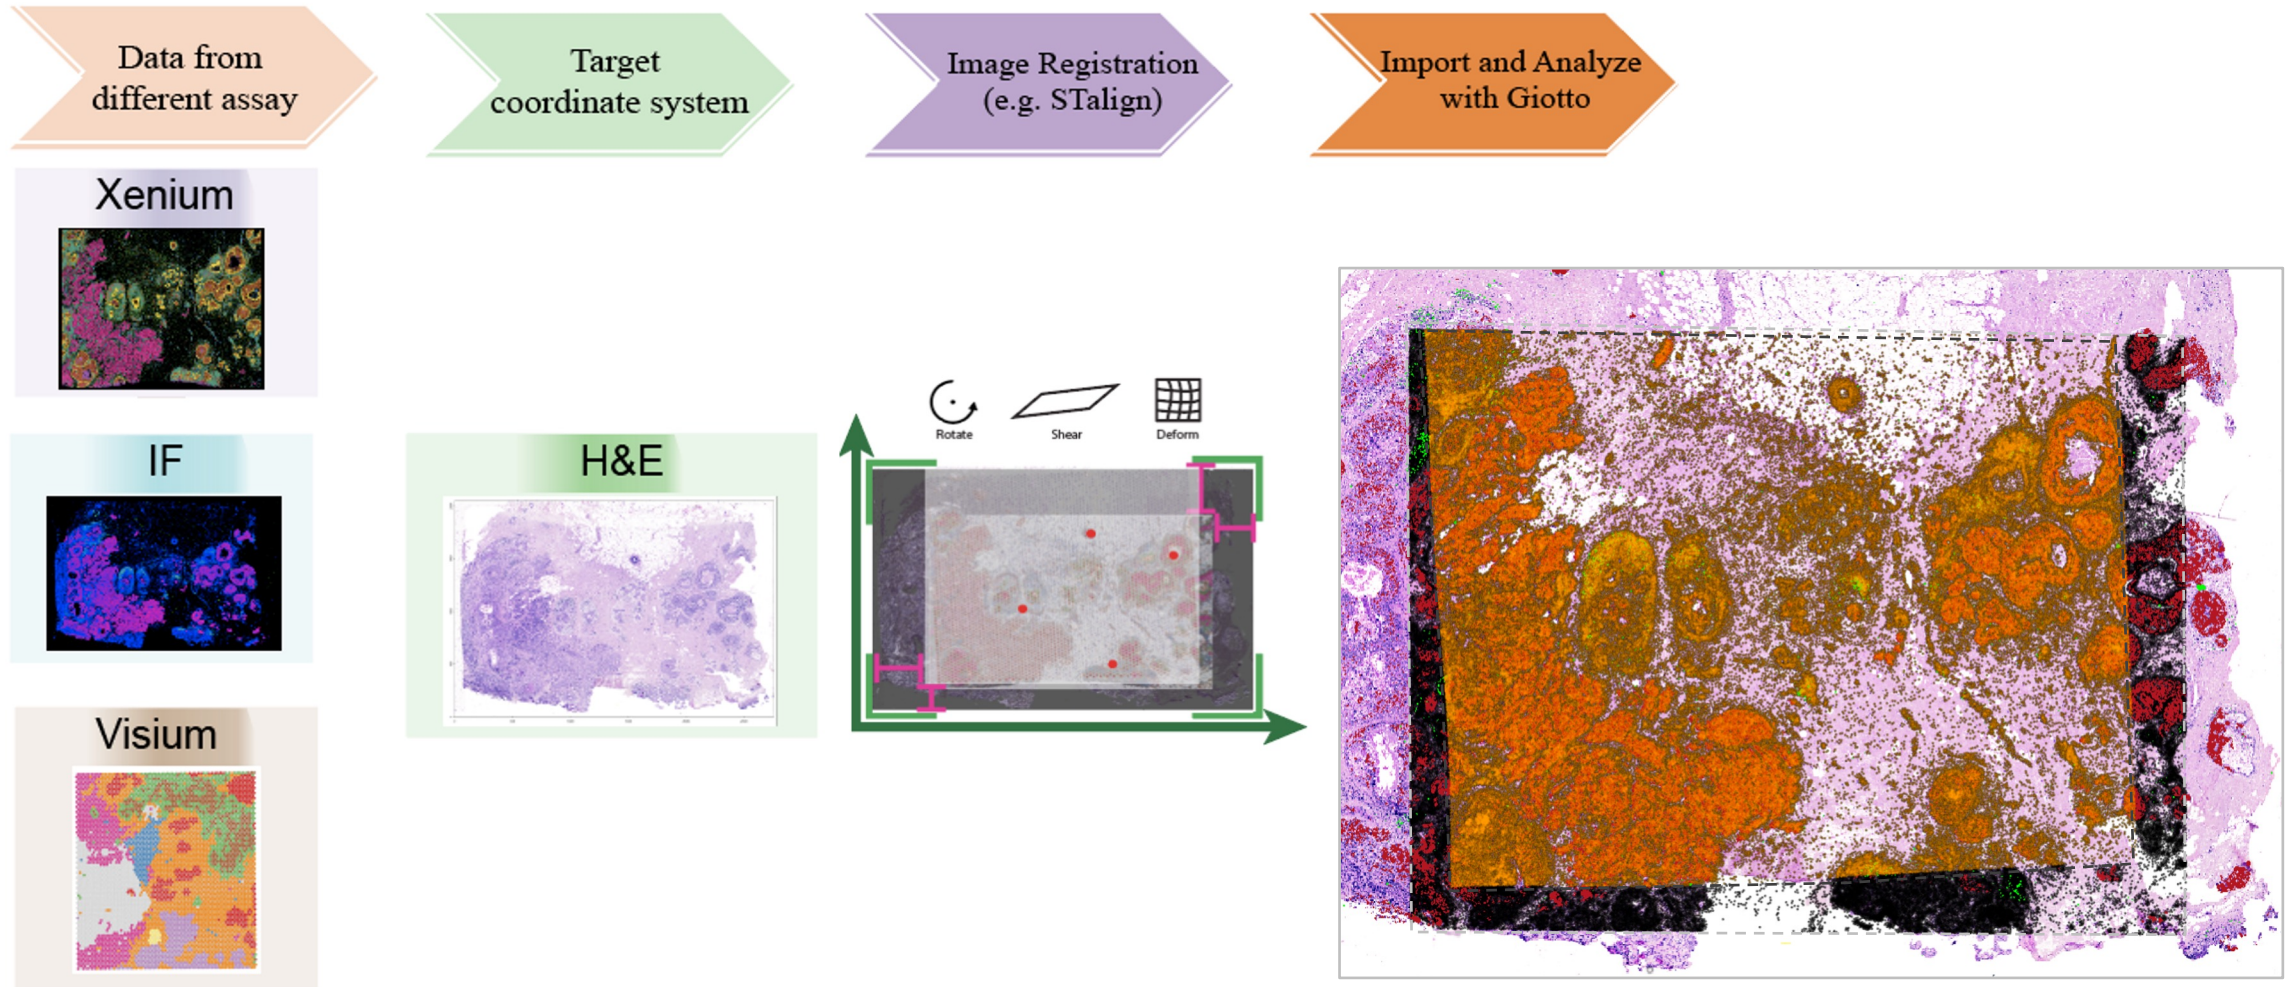 Data from
different assay
Target
coordinate system
Image Registration
(e.g. STalign)
Import and Analyze
with Giotto
Xenium
IF
Visium
H&E
Rotate
Shear
Deform